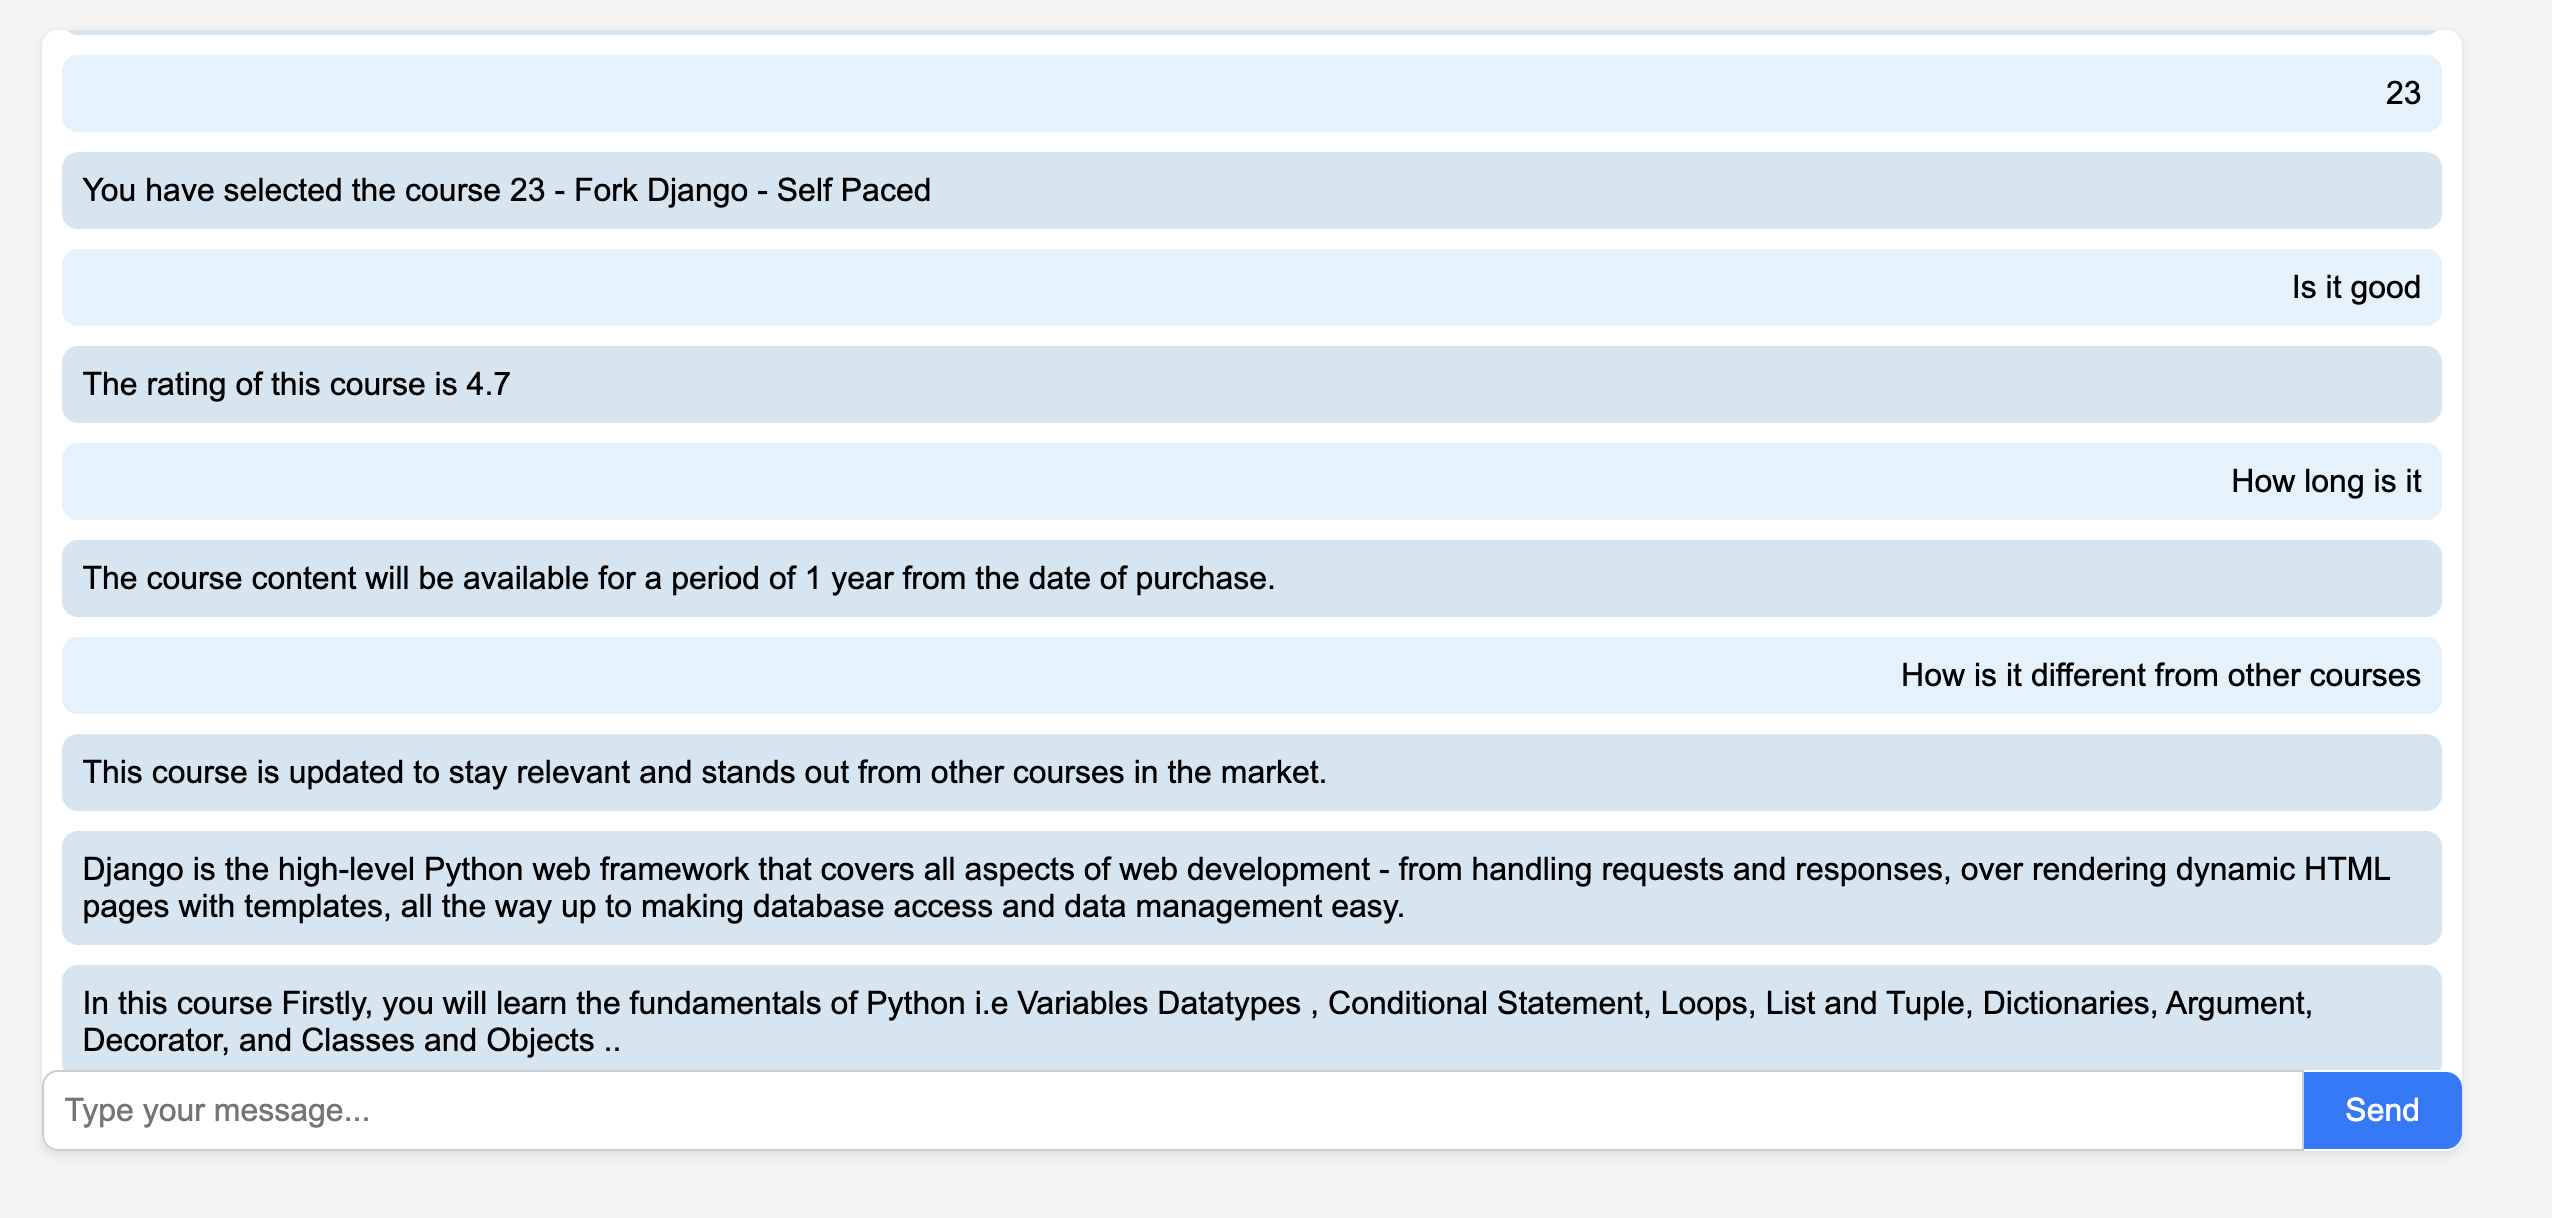 23
You have selected the course 23 - Fork Django - Self Paced
Is it good
The rating of this course is 4.7
How long is it
The course content will be available for a period of 1 year from the date of purchase.
How is it different from other courses
This course is updated to stay relevant and stands out from other courses in the market.
Django is the high-level Python web framework that covers all aspects of web development - from handling requests and responses, over rendering dynamic HTML
pages with templates, all the way up to making database access and data management easy.
In this course Firstly, you will learn the fundamentals of Python i.e Variables Datatypes , Conditional Statement, Loops, List and Tuple, Dictionaries, Argument,
Decorator, and Classes and Objects ..
Type your message...
Send